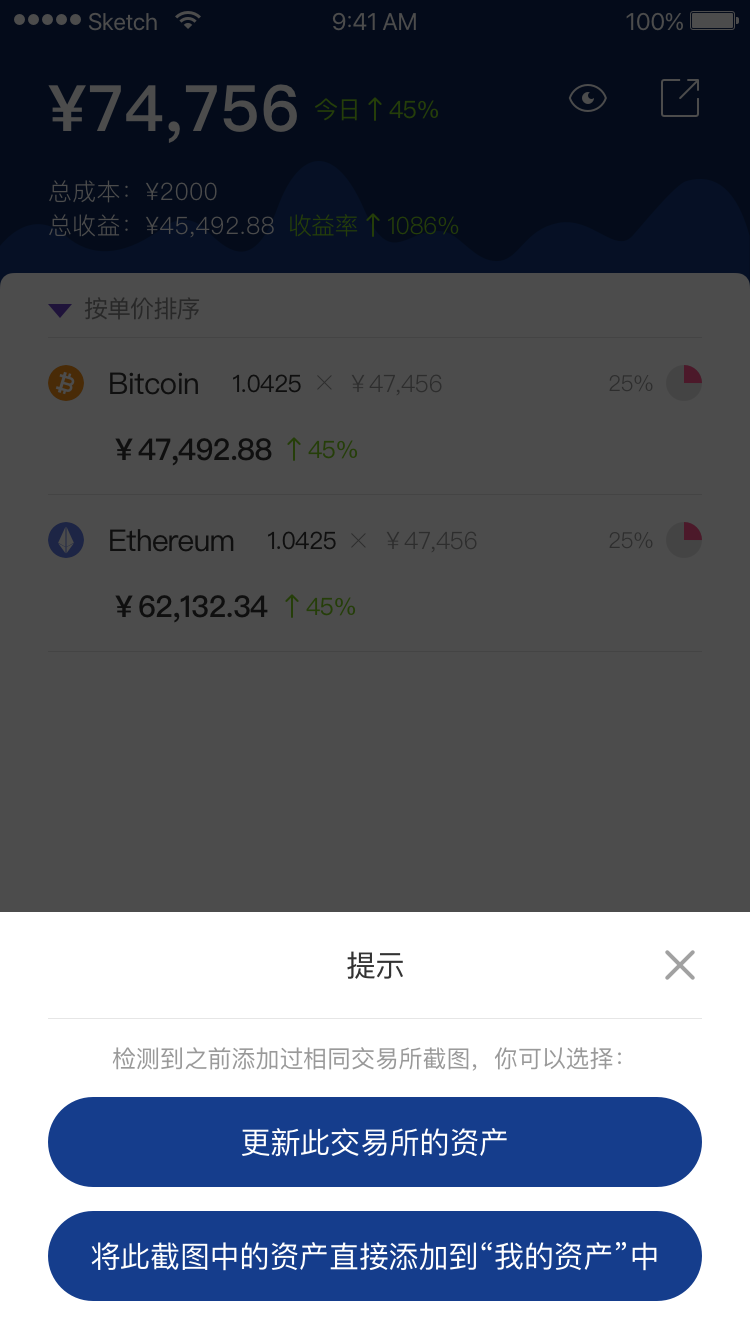 Sketch 9:41 AM 100%
¥74,756 今日↑45%
总成本：¥2000
总收益：¥45,492.88 收益率↑1086%
按单价排序
Bitcoin 1.0425 × ¥47,456 25%
¥47,492.88 ↑45%
Ethereum 1.0425 × ¥47,456 25%
¥62,132.34 ↑45%
提示
检测到之前添加过相同交易所截图，你可以选择：
更新此交易所的资产
将此截图中的资产直接添加到“我的资产”中